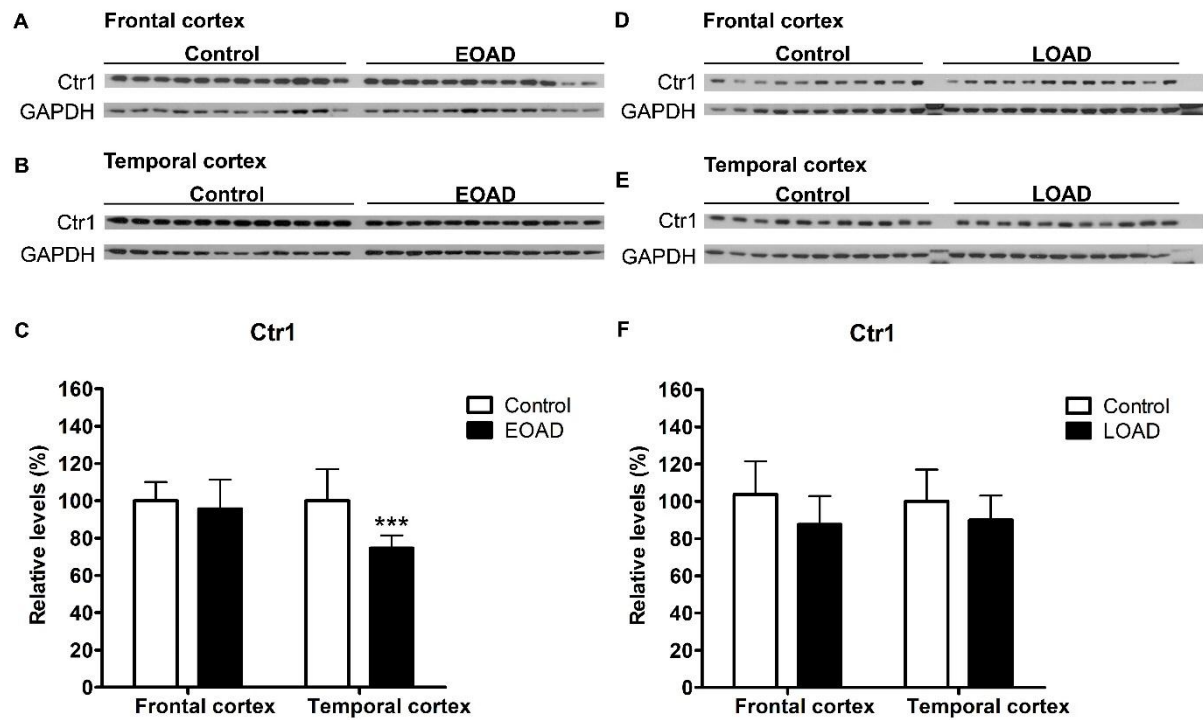 A Frontal cortex
Control EOAD
Ctr1
GAPDH
B Temporal cortex
Control EOAD
Ctr1
GAPDH
C Ctr1
160
140
120
100
80
60
40
20
0
Relative levels (%)
***
Control
EOAD
Frontal cortex Temporal cortex
D Frontal cortex
Control LOAD
Ctr1
GAPDH
E Temporal cortex
Control LOAD
Ctr1
GAPDH
F Ctr1
160
140
120
100
80
60
40
20
0
Relative levels (%)
Control
LOAD
Frontal cortex Temporal cortex